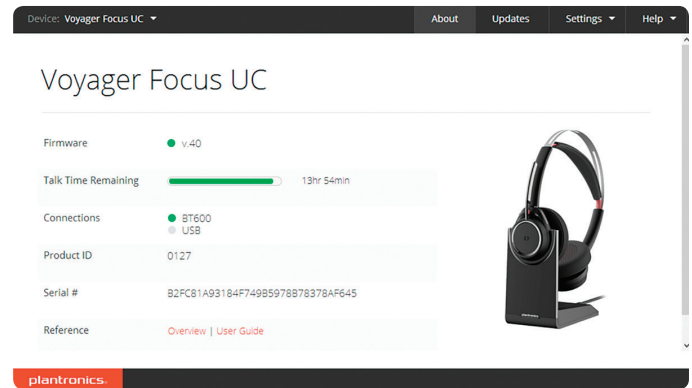 Device: Voyager Focus UC About Updates Settings Help
Voyager Focus UC
Firmware v.40
Talk Time Remaining 13hr 54min
Connections BT600
USB
Product ID 0127
Serial # B2FC81A93184F749B5978B78378AF645
Reference Overview | User Guide
plantronics
plantronics.